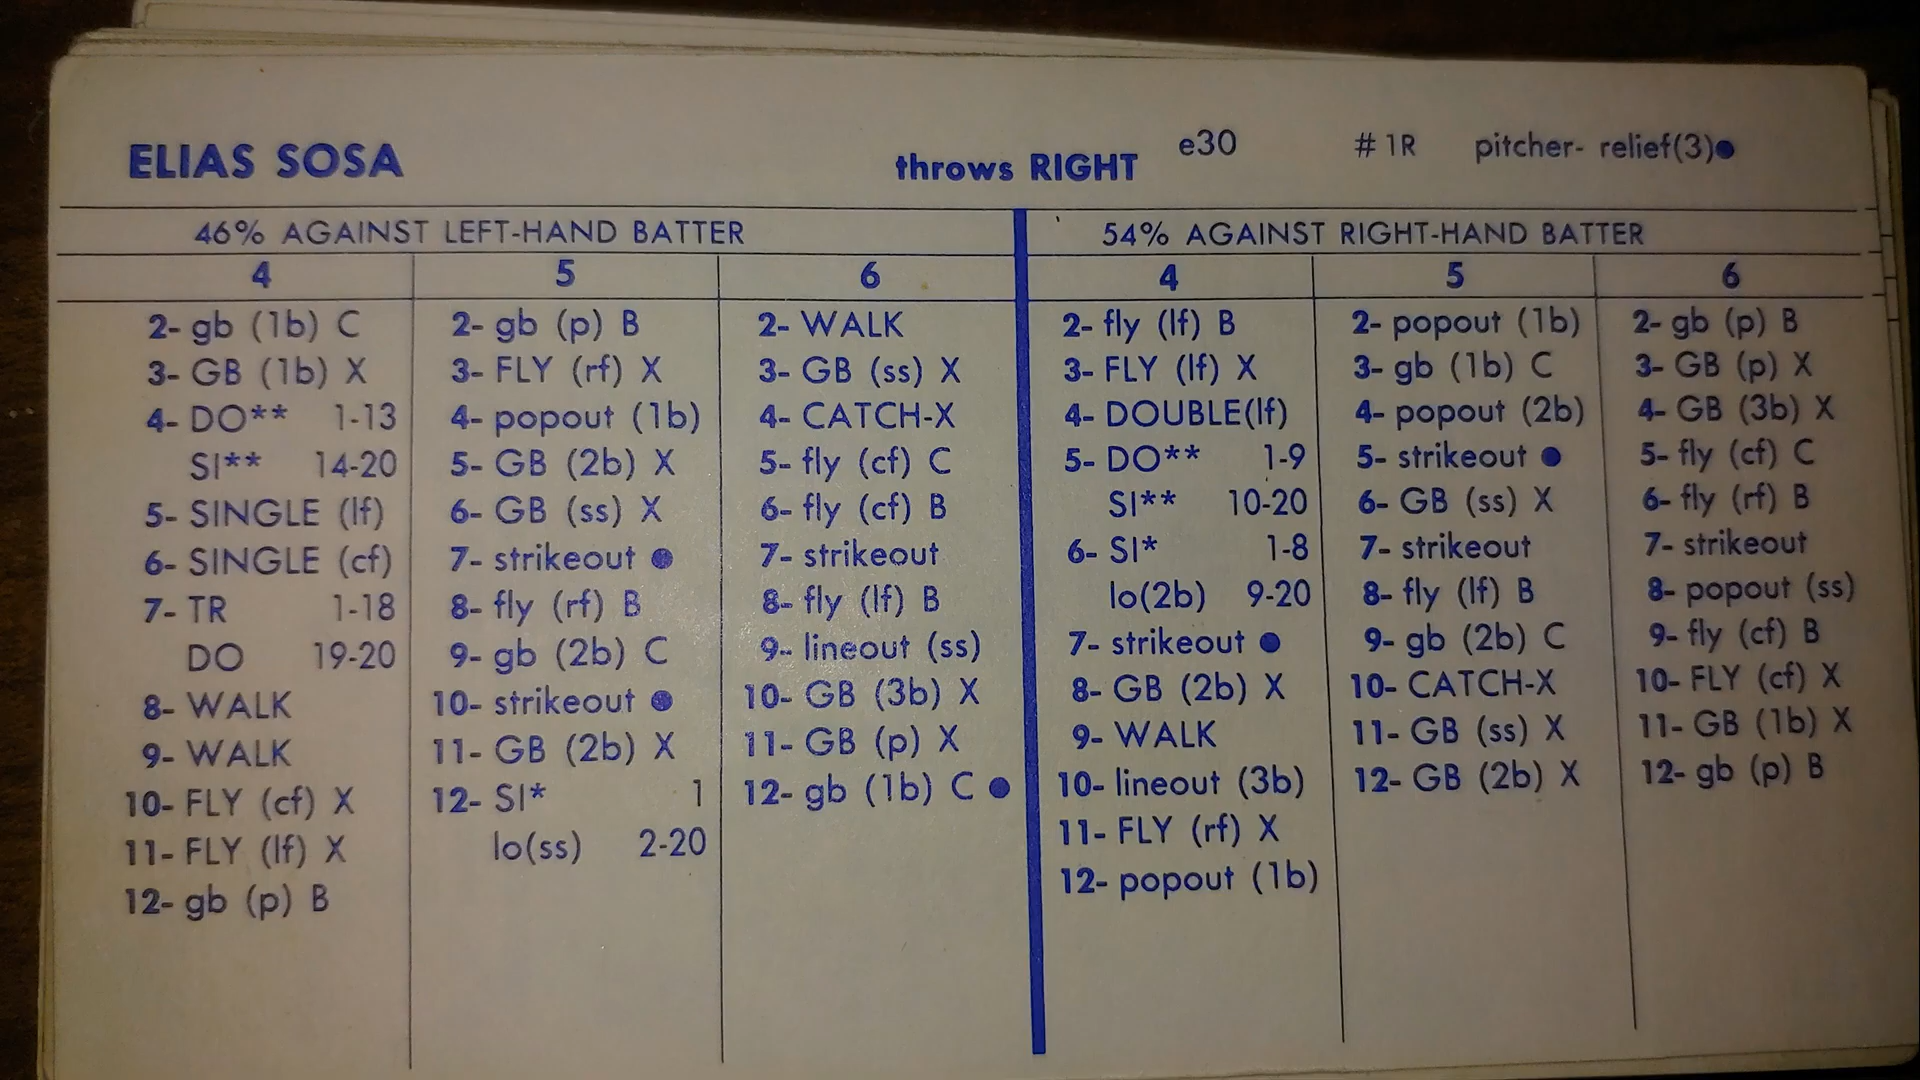 ELIAS SOSA throws RIGHT e30 # 1R pitcher- relief(3)●
46% AGAINST LEFT-HAND BATTER
4
2- gb (1b) C
3- GB (1b) X
4- DO** 1-13
SI** 14-20
5- SINGLE (lf)
6- SINGLE (cf)
7- TR 1-18
DO 19-20
8- WALK
9- WALK
10- FLY (cf) X
11- FLY (lf) X
12- gb (p) B
5
2- gb (p) B
3- FLY (rf) X
4- popout (1b)
5- GB (2b) X
6- GB (ss) X
7- strikeout ●
8- fly (rf) B
9- gb (2b) C
10- strikeout ●
11- GB (2b) X
12- SI* 1
lo(ss) 2-20
6
2- WALK
3- GB (ss) X
4- CATCH-X
5- fly (cf) C
6- fly (cf) B
7- strikeout
8- fly (lf) B
9- lineout (ss)
10- GB (3b) X
11- GB (p) X
12- gb (1b) C ●
54% AGAINST RIGHT-HAND BATTER
4
2- fly (lf) B
3- FLY (lf) X
4- DOUBLE(lf)
5- DO** 1-9
SI** 10-20
6- SI* 1-8
lo(2b) 9-20
7- strikeout ●
8- GB (2b) X
9- WALK
10- lineout (3b)
11- FLY (rf) X
12- popout (1b)
5
2- popout (1b)
3- gb (1b) C
4- popout (2b)
5- strikeout ●
6- GB (ss) X
7- strikeout
8- fly (lf) B
9- gb (2b) C
10- CATCH-X
11- GB (ss) X
12- GB (2b) X
6
2- gb (p) B
3- GB (p) X
4- GB (3b) X
5- fly (cf) C
6- fly (rf) B
7- strikeout
8- popout (ss)
9- fly (cf) B
10- FLY (cf) X
11- GB (1b) X
12- gb (p) B